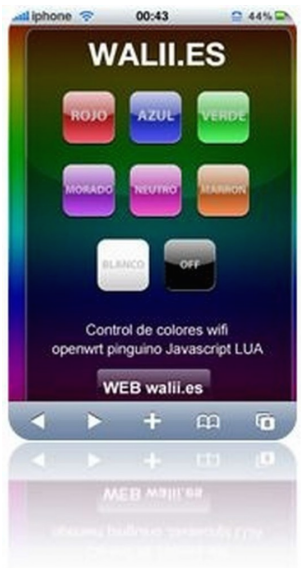 iphone 00:43 44%
WALII.ES
ROJO AZUL VERDE
MORADO NEUTRO MARRON
BLANCO OFF
Control de colores wifi
openwrt pinguino Javascript LUA
WEB walii.es